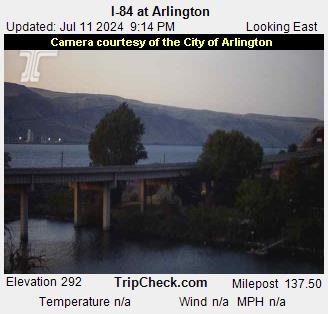 I-84 at Arlington
Updated: Jul 11 2024 9:14 PM Looking East
Camera courtesy of the City of Arlington
Elevation 292 TripCheck.com Milepost 137.50
Temperature n/a Wind n/a MPH n/a